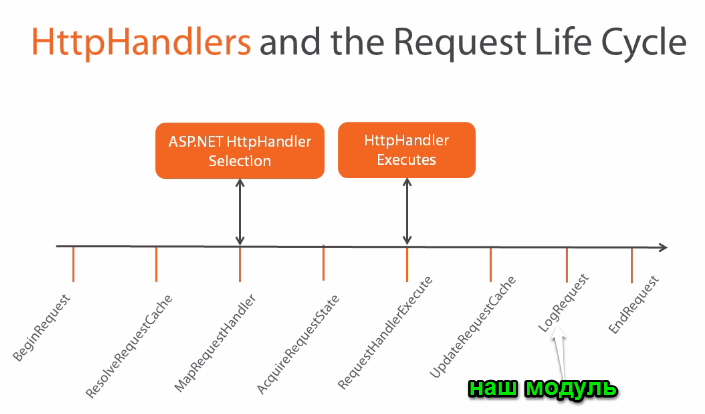 HttpHandlers and the Request Life Cycle
ASP.NET HttpHandler
Selection
HttpHandler
Executes
BeginRequest
ResolveRequestCache
MapRequestHandler
AcquireRequestState
RequestHandlerExecute
UpdateRequestCache
LogRequest
EndRequest
наш модуль